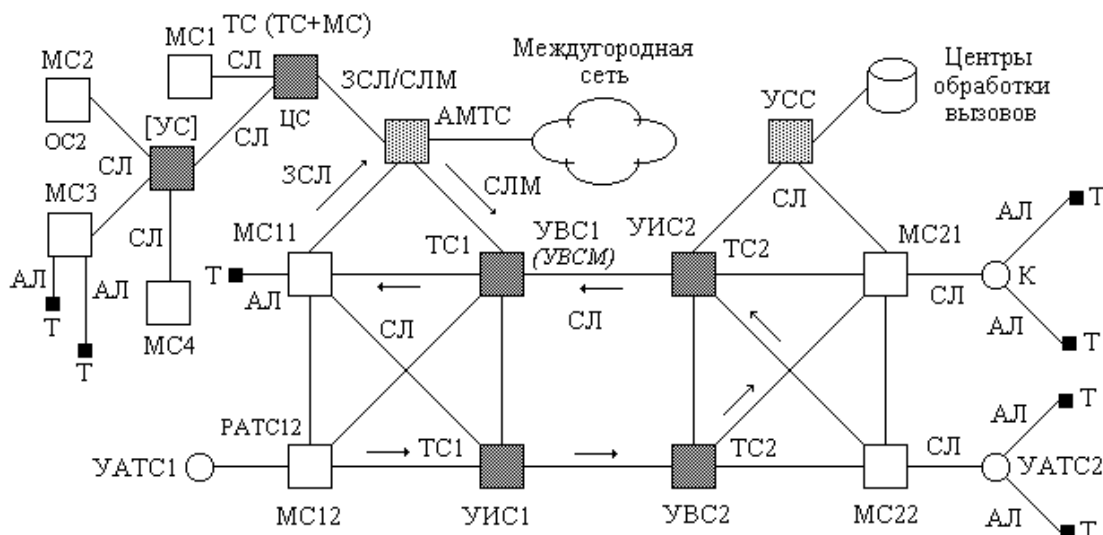 ТС (ТС+МС)
МС1
СЛ
МС2
ЗСЛ/СЛМ
Междугородная
сеть
Центры
обработки
вызовов
УСС
АМТС
[УС]
ЦС
ОС2
СЛ
СЛ
ЗСЛ
СЛМ
СЛ
МС3
СЛ
МС11
ТС1
УВС1
(УВСМ)
УИС2
ТС2
МС21
АЛ
Т
АЛ
АЛ
Т
АЛ
СЛ
К
Т
Т
МС4
СЛ
СЛ
АЛ
Т
РАТС12
ТС1
ТС2
АЛ
Т
УАТС1
СЛ
УАТС2
МС12
УИС1
УВС2
МС22
АЛ
Т